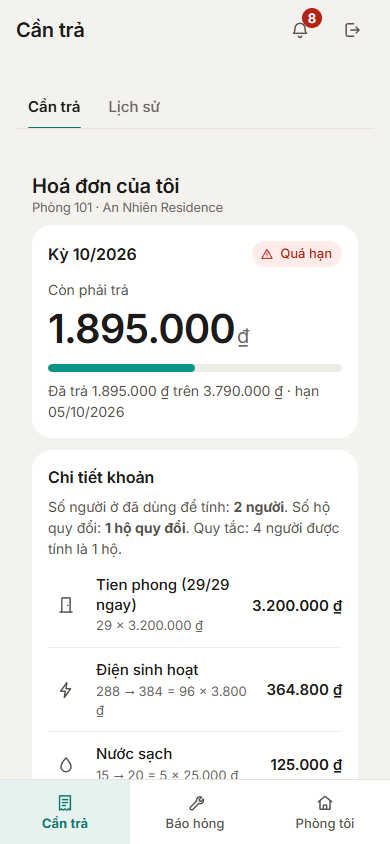 Cần trả
8
Cần trả
Lịch sử
Hoá đơn của tôi
Phòng 101 · An Nhiên Residence
Kỳ 10/2026
Quá hạn
Còn phải trả
1.895.000 ₫
Đã trả 1.895.000 ₫ trên 3.790.000 ₫ · hạn
05/10/2026
Chi tiết khoản
Số người ở đã dùng để tính: 2 người. Số hộ
quy đổi: 1 hộ quy đổi. Quy tắc: 4 người được
tính là 1 hộ.
Tien phong (29/29
ngay)
3.200.000 ₫
29 × 3.200.000 ₫
Điện sinh hoạt
288 → 384 = 96 × 3.800
₫
364.800 ₫
Nước sạch
125.000 ₫
15 → 20 = 5 × 25.000 ₫
Cần trả
Báo hỏng
Phòng tôi